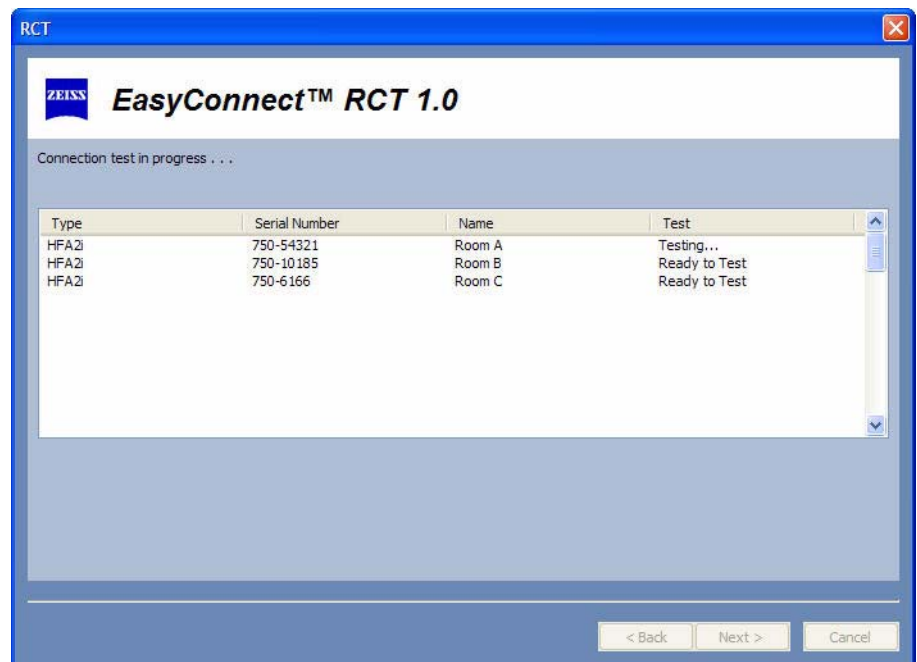 RCT
ZEISS EasyConnect™ RCT 1.0
Connection test in progress . . .
Type Serial Number Name Test
HFA2i 750-54321 Room A Testing...
HFA2i 750-10185 Room B Ready to Test
HFA2i 750-6166 Room C Ready to Test
< Back Next > Cancel